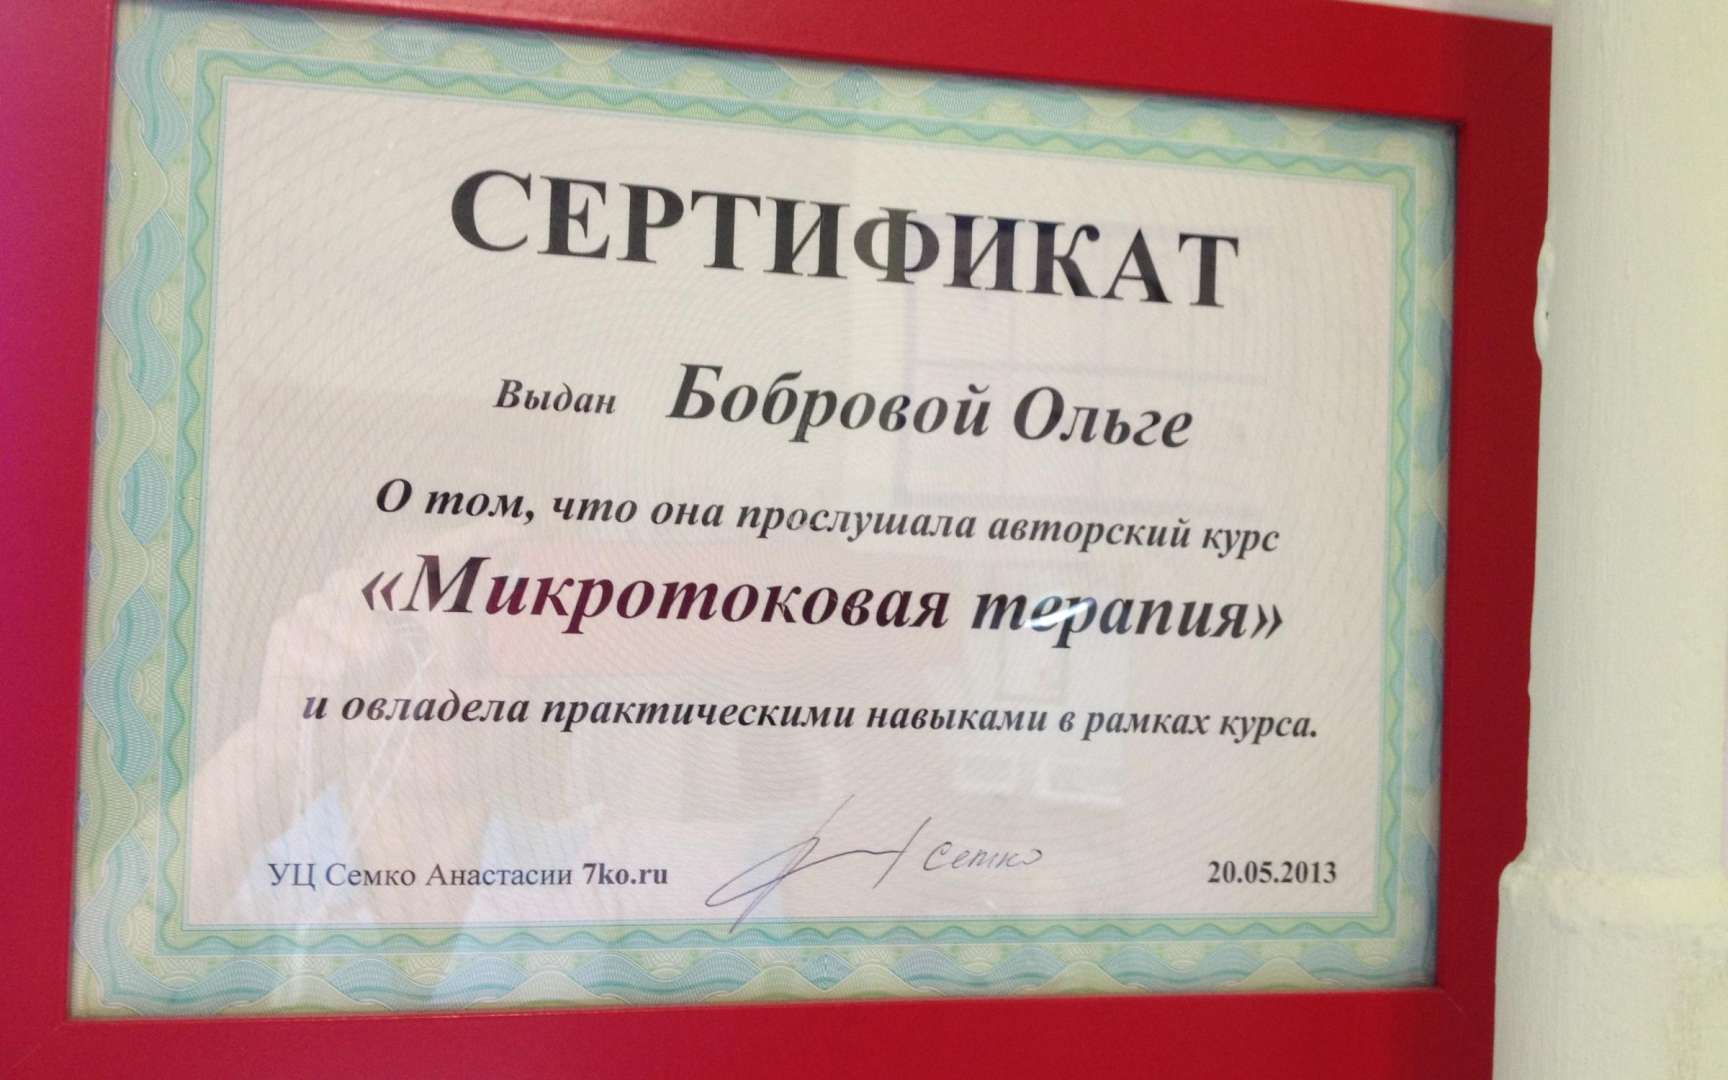 СЕРТИФИКАТ
Выдан Бобровой Ольге
О том, что она прослушала авторский курс
«Микротоковая терапия»
и овладела практическими навыками в рамках курса.
УЦ Семко Анастасии 7ko.ru Семко 20.05.2013